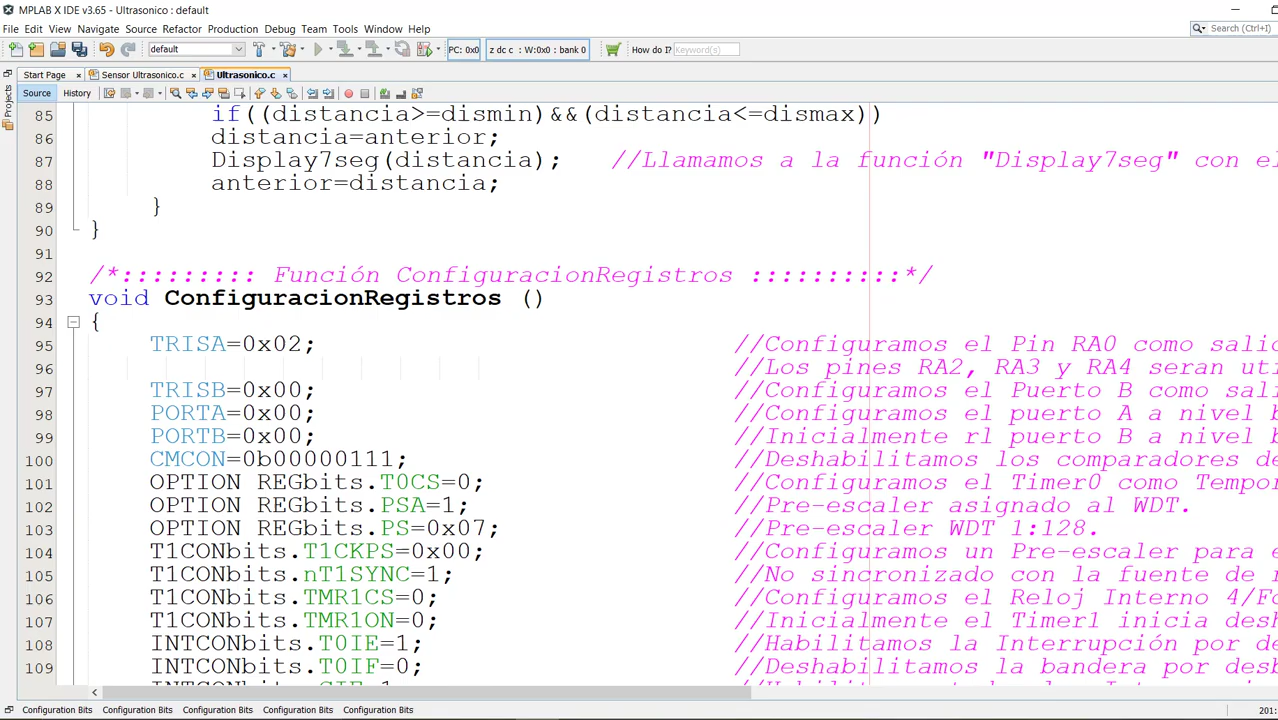 MPLAB X IDE v3.65 - Ultrasonico : default
File Edit View Navigate Source Refactor Production Debug Team Tools Window Help
Search (Ctrl+I
default
PC: 0x0
z dc c : W:0x0 : bank 0
How do I?
Keyword(s)
Projects
Start Page
Sensor Ultrasonico.c
Ultrasonico.c
Source
History
85 if((distancia>=dismin)&&(distancia<=dismax))
86 distancia=anterior;
87 Display7seg(distancia); //Llamamos a la función "Display7seg" con el
88 anterior=distancia;
89 }
90 }
91
92 /*::::::::: Función ConfiguracionRegistros ::::::::::*/
93 void ConfiguracionRegistros ()
94 {
95 TRISA=0x02; //Configuramos el Pin RA0 como salid
96 //Los pines RA2, RA3 y RA4 seran uti
97 TRISB=0x00; //Configuramos el Puerto B como sali
98 PORTA=0x00; //Configuramos el puerto A a nivel b
99 PORTB=0x00; //Inicialmente rl puerto B a nivel b
100 CMCON=0b00000111; //Deshabilitamos los comparadores de
101 OPTION REGbits.T0CS=0; //Configuramos el Timer0 como Tempor
102 OPTION REGbits.PSA=1; //Pre-escaler asignado al WDT.
103 OPTION REGbits.PS=0x07; //Pre-escaler WDT 1:128.
104 T1CONbits.T1CKPS=0x00; //Configuramos un Pre-escaler para e
105 T1CONbits.nT1SYNC=1; //No sincronizado con la fuente de r
106 T1CONbits.TMR1CS=0; //Configuramos el Reloj Interno 4/Fo
107 T1CONbits.TMR1ON=0; //Inicialmente el Timer1 inicia desh
108 INTCONbits.T0IE=1; //Habilitamos la Interrupción por de
109 INTCONbits.T0IF=0; //Deshabilitamos la bandera por desb
Configuration Bits Configuration Bits Configuration Bits Configuration Bits Configuration Bits
201: